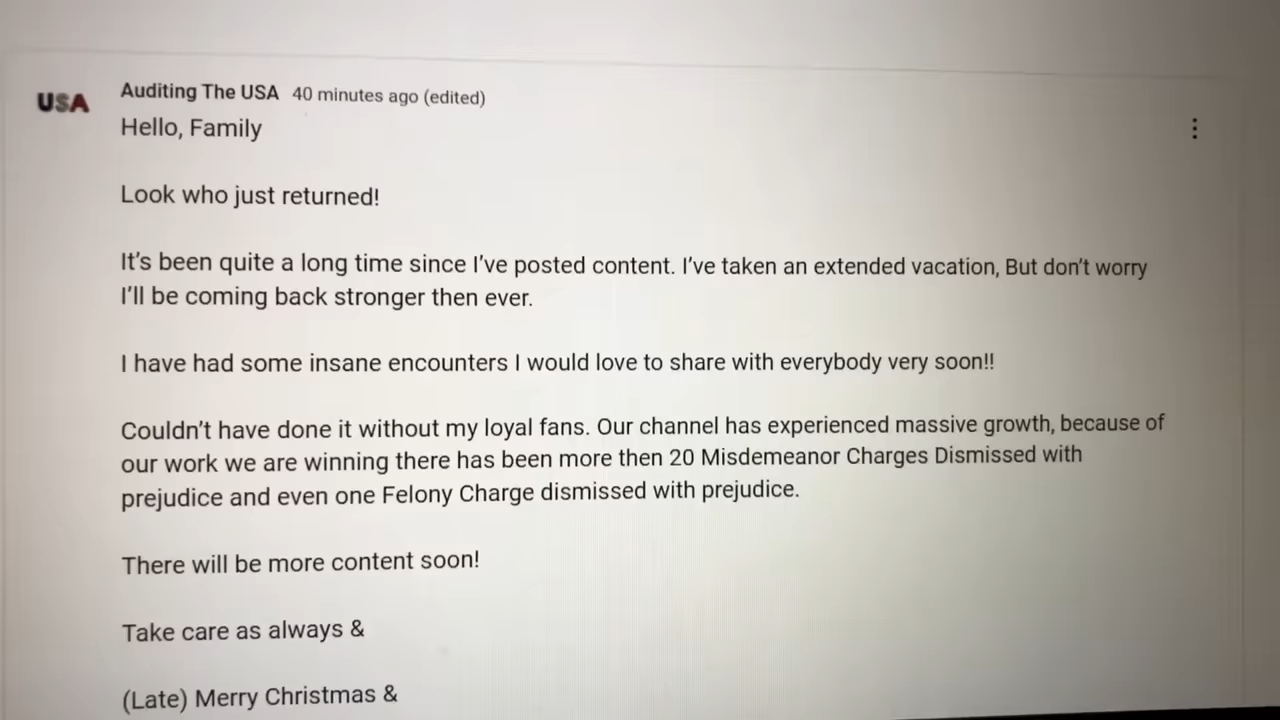 USA
Auditing The USA 40 minutes ago (edited)
Hello, Family
Look who just returned!
It's been quite a long time since I've posted content. I've taken an extended vacation, But don't worry
I'll be coming back stronger then ever.
I have had some insane encounters I would love to share with everybody very soon!!
Couldn't have done it without my loyal fans. Our channel has experienced massive growth, because of
our work we are winning there has been more then 20 Misdemeanor Charges Dismissed with
prejudice and even one Felony Charge dismissed with prejudice.
There will be more content soon!
Take care as always &
(Late) Merry Christmas &